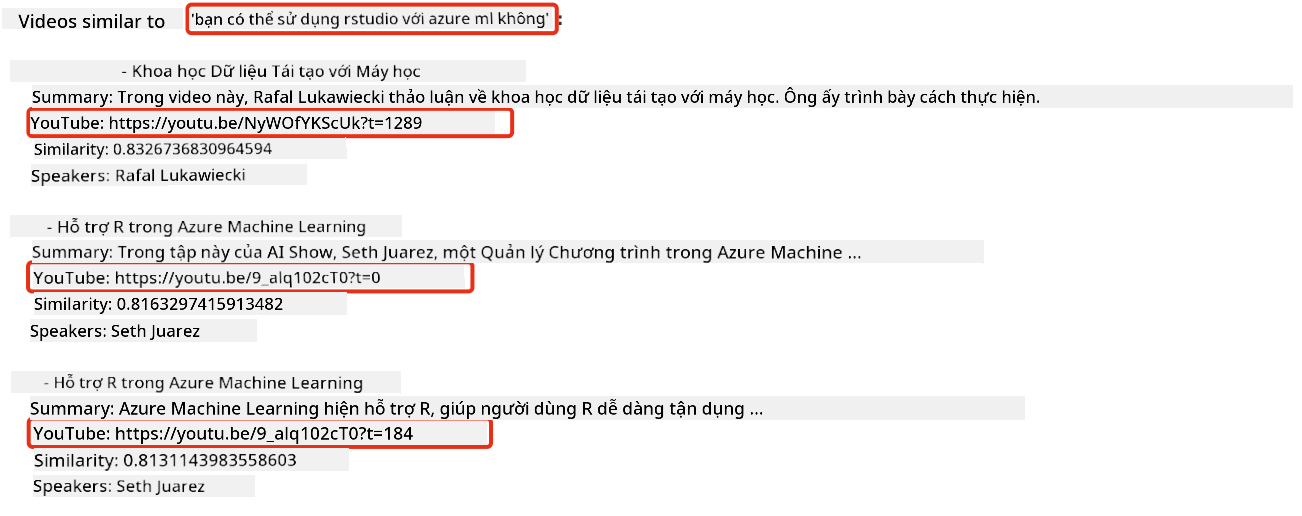 Videos similar to 'bạn có thể sử dụng rstudio với azure ml không':
- Khoa học Dữ liệu Tái tạo với Máy học
Summary: Trong video này, Rafal Lukawiecki thảo luận về khoa học dữ liệu tái tạo với máy học. Ông ấy trình bày cách thực hiện.
YouTube: https://youtu.be/NyWOfYKScUk?t=1289
Similarity: 0.8326736830964594
Speakers: Rafal Lukawiecki
- Hỗ trợ R trong Azure Machine Learning
Summary: Trong tập này của AI Show, Seth Juarez, một Quản lý Chương trình trong Azure Machine ...
YouTube: https://youtu.be/9_alq102cT0?t=0
Similarity: 0.8163297415913482
Speakers: Seth Juarez
- Hỗ trợ R trong Azure Machine Learning
Summary: Azure Machine Learning hiện hỗ trợ R, giúp người dùng R dễ dàng tận dụng ...
YouTube: https://youtu.be/9_alq102cT0?t=184
Similarity: 0.8131143983558603
Speakers: Seth Juarez